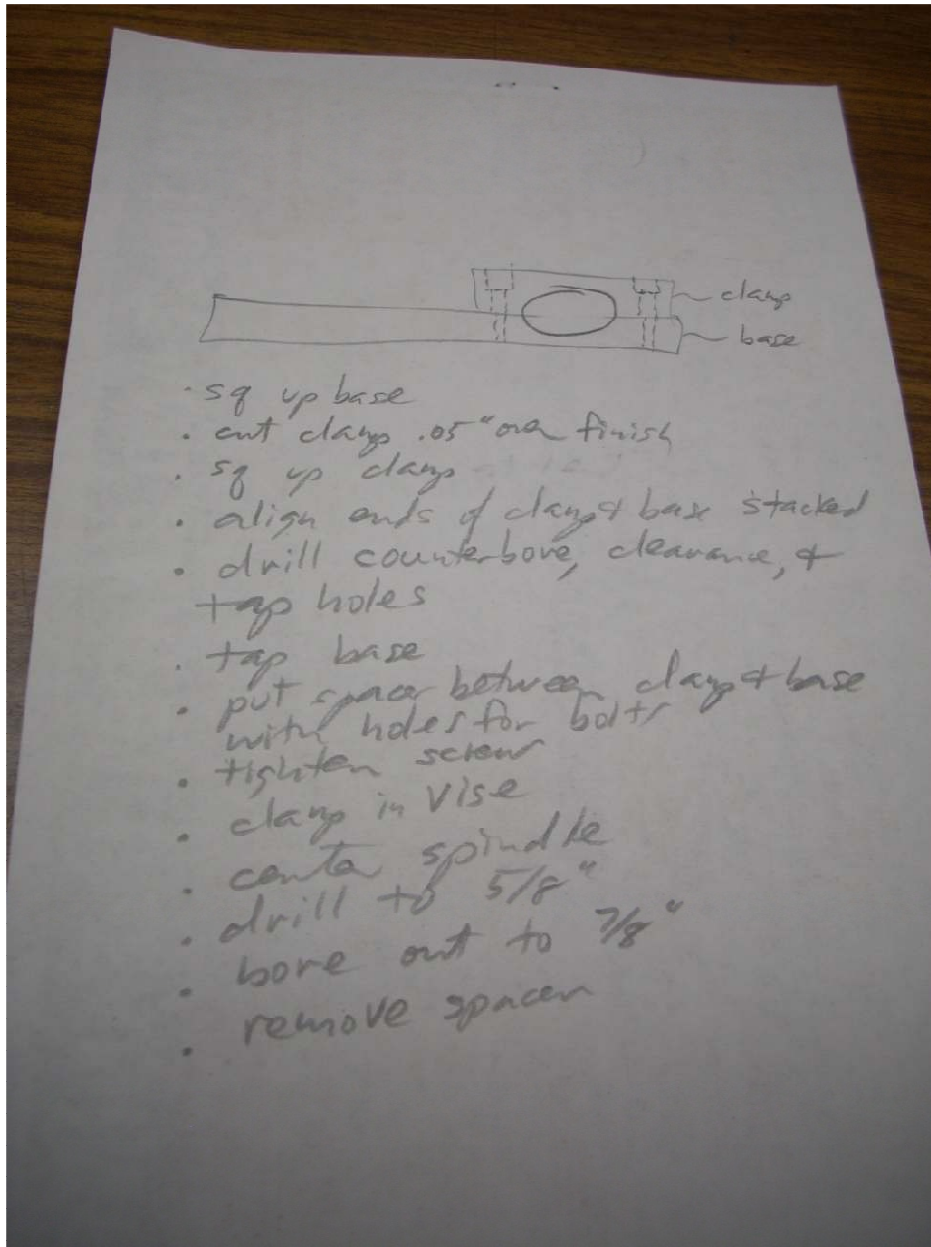 clamp
base
· sq up base
· cut clamp .05" over finish
· sq up clamp
· align ends of clamp & base stacked
· drill counterbore, clearance, &
tap holes
· tap base
· put spacer between clamp & base
with holes for bolts
· tighten screw
· clamp in vise
· center spindle
· drill to 5/8"
· bore out to 7/8"
· remove spacer